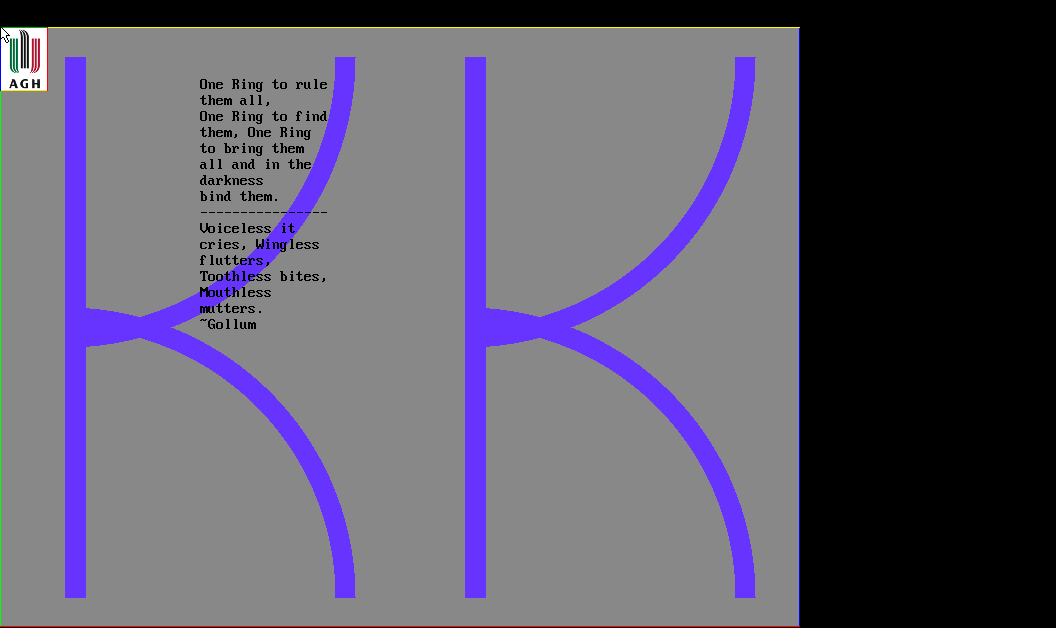 AGH
One Ring to rule
them all,
One Ring to find
them, One Ring
to bring them
all and in the
darkness
bind them.
----------------
Voiceless it
cries, Wingless
flutters,
Toothless bites,
Mouthless
mutters.
~Gollum
K K